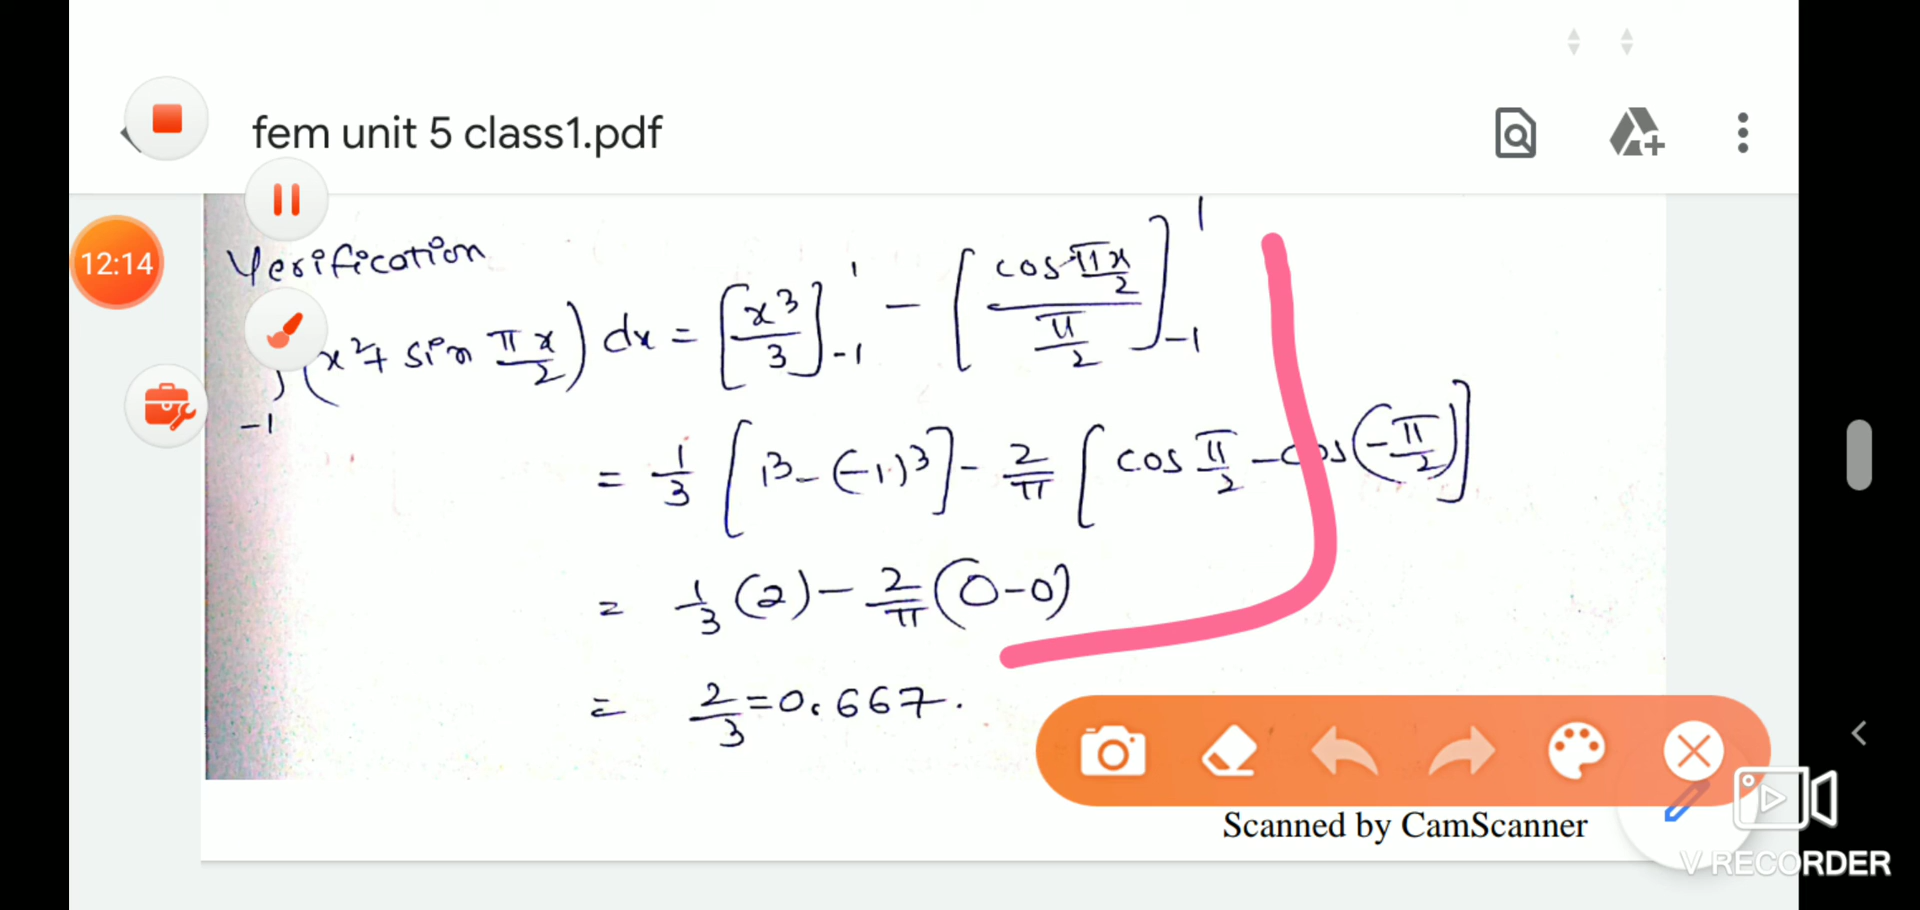 fem unit 5 class1.pdf
12:14
Verification
∫₋₁ (x² + sin πx/2) dx = [x³/3]₋₁¹ - [cos πx/2 / π/2]₋₁¹
= 1/3 [1³ - (-1)³] - 2/π [cos π/2 - cos(-π/2)]
= 1/3 (2) - 2/π (0-0)
= 2/3 = 0.667.
Scanned by CamScanner
V RECORDER